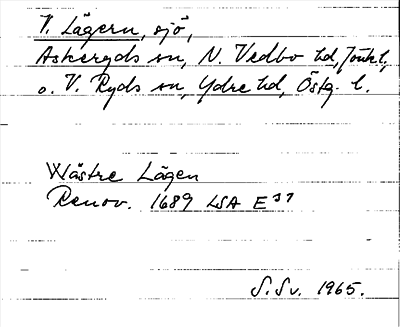 V. Lägern, sjö,
Askeryds sn, N. Vedbo hd, Jönk. l,
o. V. Ryds sn, Ydre hd, Östg. l.
Wästre Lägen
Renov. 1689 LSA E 37
S. Sv. 1965.